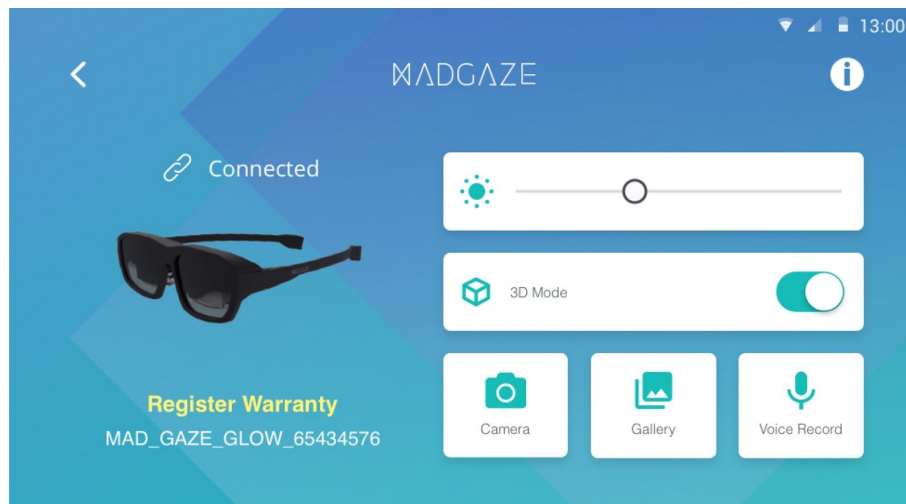 13:00
MADGAZE
Connected
3D Mode
Register Warranty
MAD_GAZE_GLOW_65434576
Camera
Gallery
Voice Record